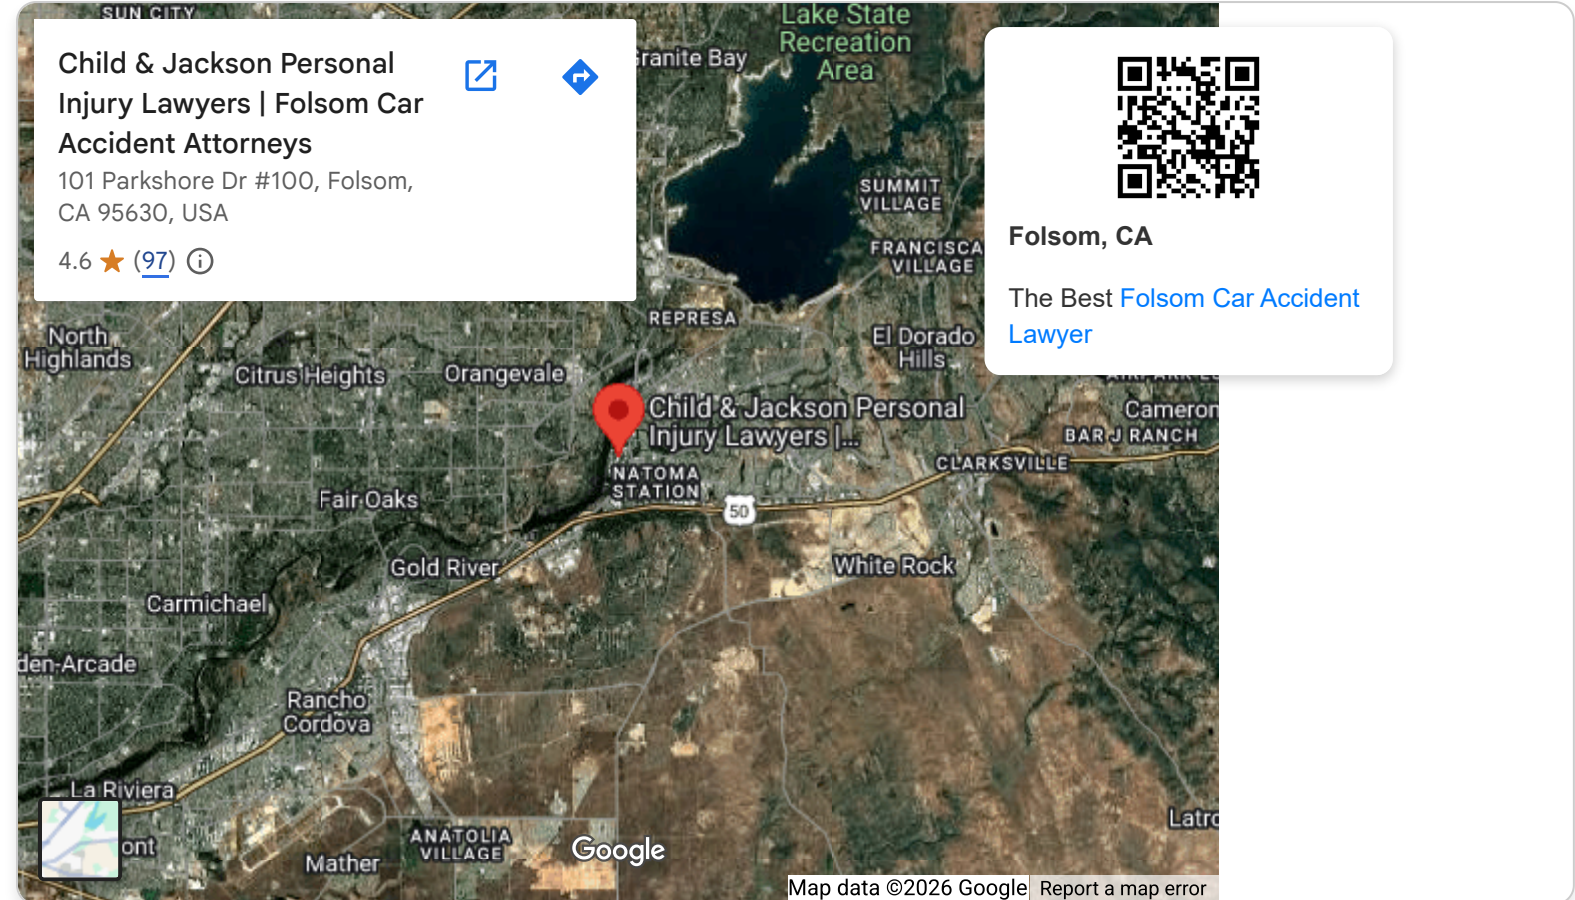 SUN CITY
Child & Jackson Personal
Injury Lawyers | Folsom Car
Accident Attorneys
101 Parkshore Dr #100, Folsom,
CA 95630, USA
4.6 ★ (97)
Granite Bay
Lake State
Recreation
Area
SUMMIT
VILLAGE
FRANCISCA
VILLAGE
Folsom, CA
The Best Folsom Car Accident
Lawyer
REPRESA
El Dorado
Hills
North
Highlands
Citrus Heights
Orangevale
Child & Jackson Personal
Injury Lawyers |...
Cameron
BAR J RANCH
CLARKSVILLE
NATOMA
STATION
Fair Oaks
50
Gold River
White Rock
Carmichael
den-Arcade
Rancho
Cordova
La Riviera
ont
Mather
ANATOLIA
VILLAGE
Google
Latro
Map data ©2026 Google
Report a map error